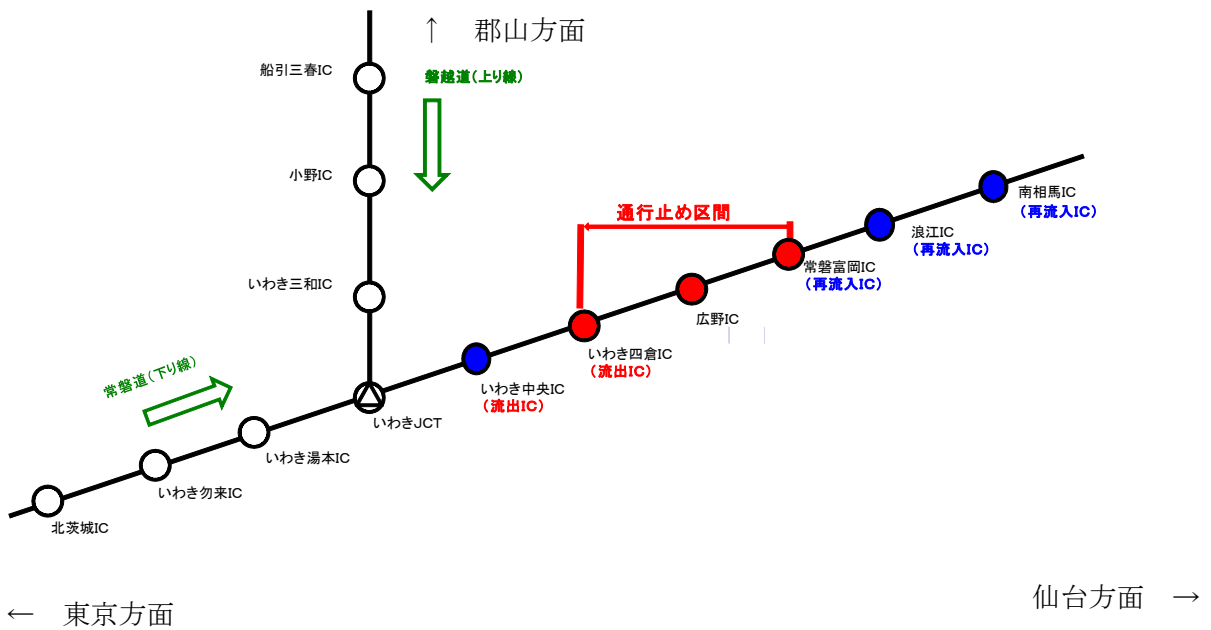 ↑ 郡山方面
船引三春IC
磐越道(上り線)
小野IC
南相馬IC
(再流入IC)
通行止め区間
浪江IC
(再流入IC)
常磐富岡IC
(再流入IC)
いわき三和IC
広野IC
いわき四倉IC
(流出IC)
常磐道(下り線)
いわき中央IC
(流出IC)
いわきJCT
いわき湯本IC
いわき勿来IC
北茨城IC
← 東京方面
仙台方面 →